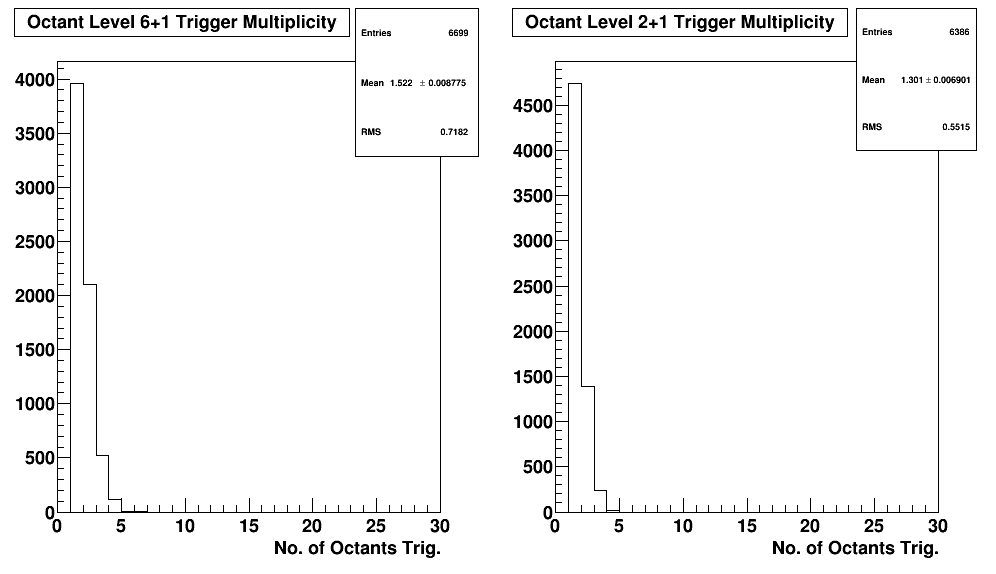 Octant Level 6+1 Trigger Multiplicity
Entries 6699
Mean 1.522 ± 0.008775
RMS 0.7182
4000
3500
3000
2500
2000
1500
1000
500
0
0 5 10 15 20 25 30
No. of Octants Trig.
Octant Level 2+1 Trigger Multiplicity
Entries 6386
Mean 1.301 ± 0.006901
RMS 0.5515
4500
4000
3500
3000
2500
2000
1500
1000
500
0
0 5 10 15 20 25 30
No. of Octants Trig.